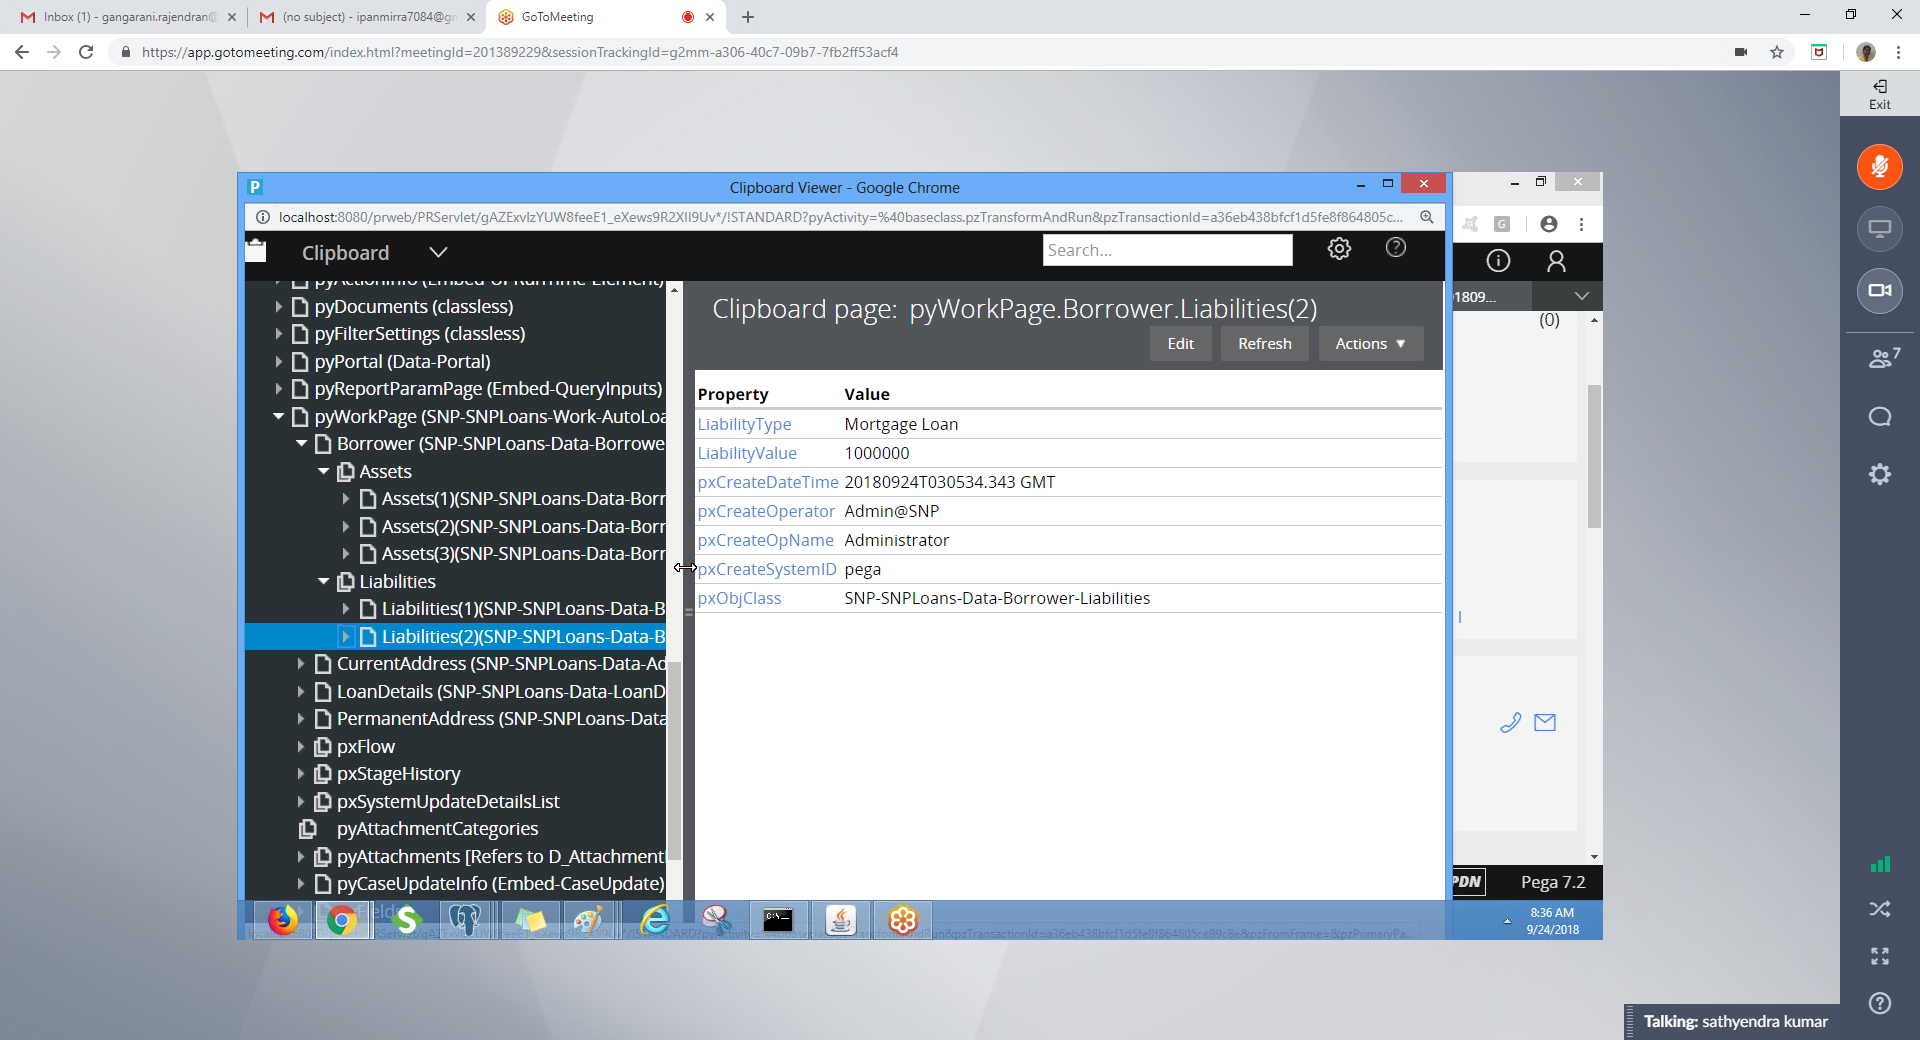 Inbox (1) - gangarani.rajendran@
(no subject) - ipanmirra7084@gm
GoToMeeting
https://app.gotomeeting.com/index.html?meetingId=201389229&sessionTrackingId=g2mm-a306-40c7-09b7-7fb2ff53acf4
Exit
Clipboard Viewer - Google Chrome
localhost:8080/prweb/PRServlet/gAZExvlzYUW8feeE1_eXews9R2XII9Uv*/!STANDARD?pyActivity=%40baseclass.pzTransformAndRun&pzTransactionId=a36eb438bfcf1d5fe8f864805c...
Clipboard
Search...
pyDocuments (classless)
pyFilterSettings (classless)
pyPortal (Data-Portal)
pyReportParamPage (Embed-QueryInputs)
pyWorkPage (SNP-SNPLoans-Work-AutoLoa
Borrower (SNP-SNPLoans-Data-Borrowe
Assets
Assets(1)(SNP-SNPLoans-Data-Borr
Assets(2)(SNP-SNPLoans-Data-Borr
Assets(3)(SNP-SNPLoans-Data-Borr
Liabilities
Liabilities(1)(SNP-SNPLoans-Data-B
Liabilities(2)(SNP-SNPLoans-Data-B
CurrentAddress (SNP-SNPLoans-Data-Ad
LoanDetails (SNP-SNPLoans-Data-LoanD
PermanentAddress (SNP-SNPLoans-Data
pxFlow
pxStageHistory
pxSystemUpdateDetailsList
pyAttachmentCategories
pyAttachments [Refers to D_Attachment
pyCaseUpdateInfo (Embed-CaseUpdate)
Clipboard page: pyWorkPage.Borrower.Liabilities(2)
Edit
Refresh
Actions
Property Value
LiabilityType Mortgage Loan
LiabilityValue 1000000
pxCreateDateTime 20180924T030534.343 GMT
pxCreateOperator Admin@SNP
pxCreateOpName Administrator
pxCreateSystemID pega
pxObjClass SNP-SNPLoans-Data-Borrower-Liabilities
1809...
(0)
PDN
Pega 7.2
8:36 AM
9/24/2018
7
Talking: sathyendra kumar